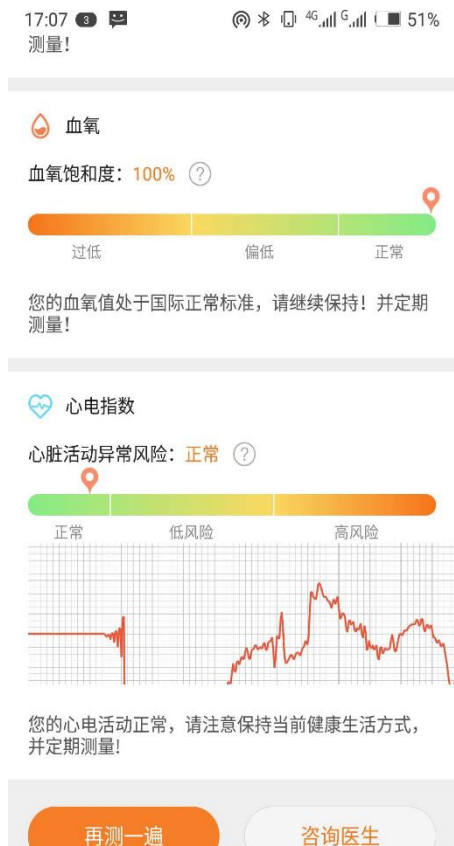 17:07 3 4G G 51%
测量！
血氧
血氧饱和度：100% ?
过低 偏低 正常
您的血氧值处于国际正常标准，请继续保持！并定期
测量！
心电指数
心脏活动异常风险：正常 ?
正常 低风险 高风险
您的心电活动正常，请注意保持当前健康生活方式，
并定期测量!
再测一遍 咨询医生